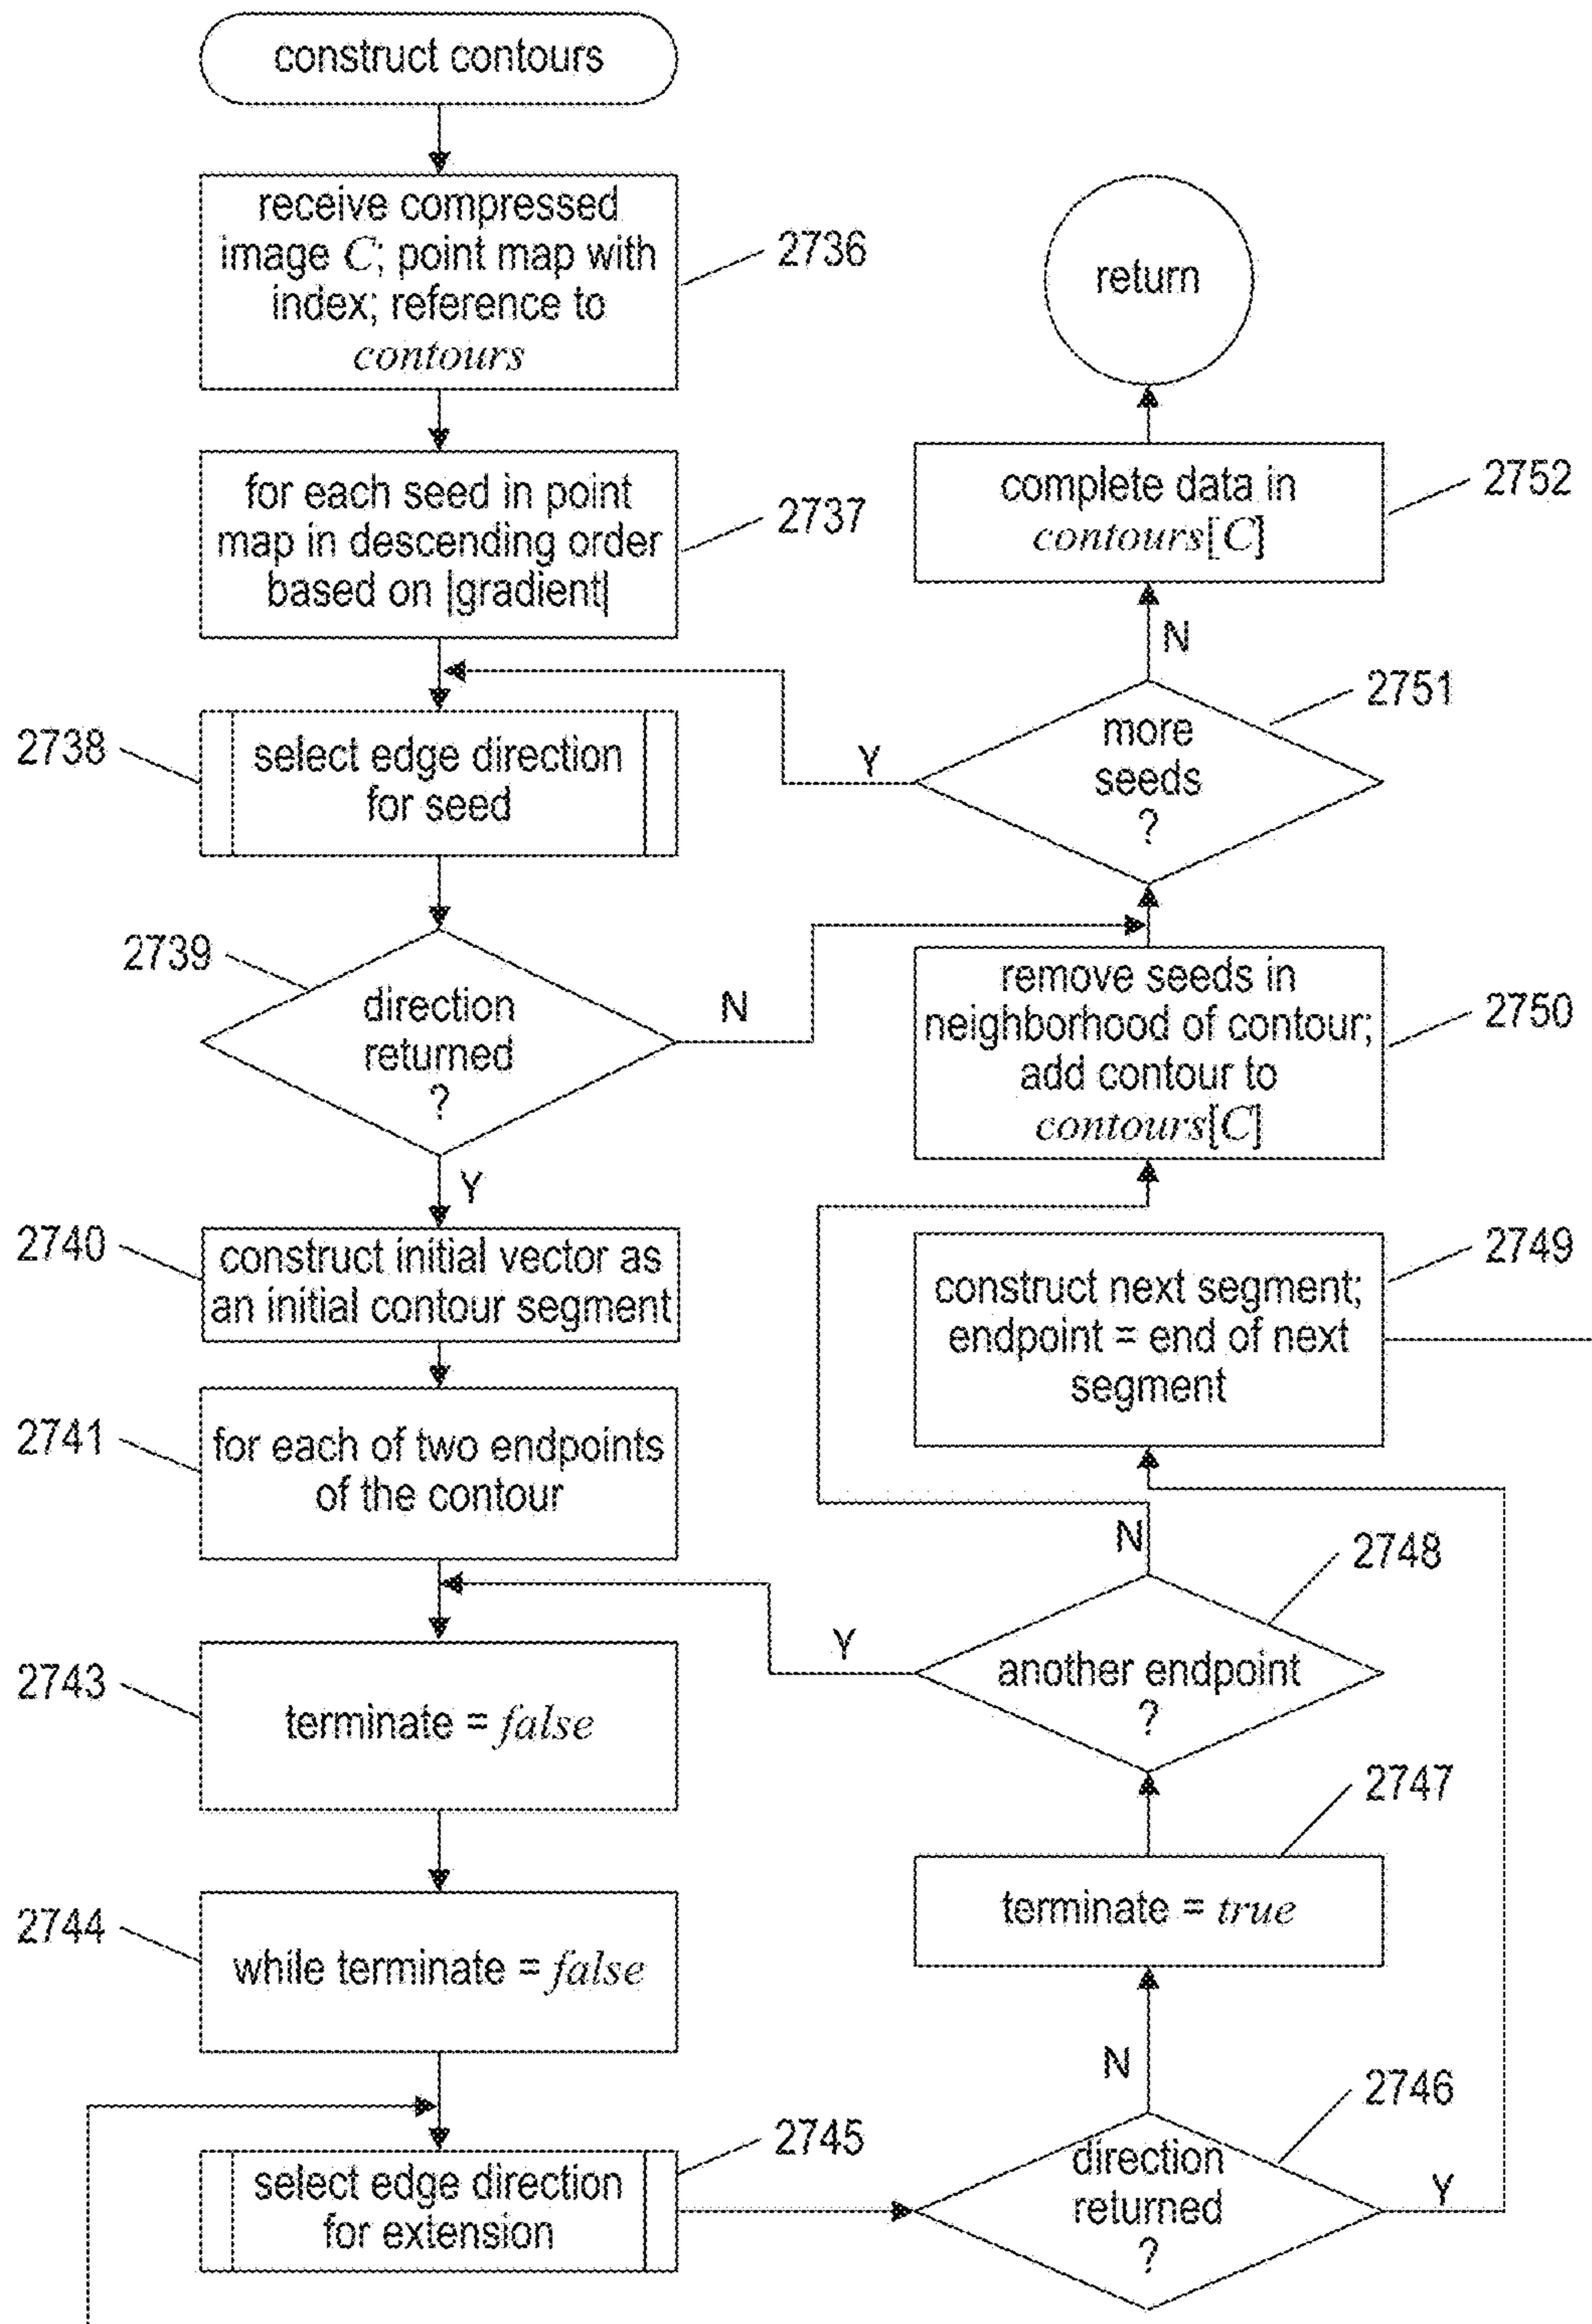 construct contours
receive compressed
image C; point map with
index; reference to
contours
2736
for each seed in point
map in descending order
based on |gradient|
2737
2738
select edge direction
for seed
2739
direction
returned
?
N
Y
2740
construct initial vector as
an initial contour segment
2741
for each of two endpoints
of the contour
2743
terminate = false
2744
while terminate = false
2745
select edge direction
for extension
2746
direction
returned
?
Y
N
2747
terminate = true
2748
another endpoint
?
Y
N
2749
construct next segment;
endpoint = end of next
segment
2750
remove seeds in
neighborhood of contour;
add contour to
contours[C]
2751
more
seeds
?
Y
N
2752
complete data in
contours[C]
return